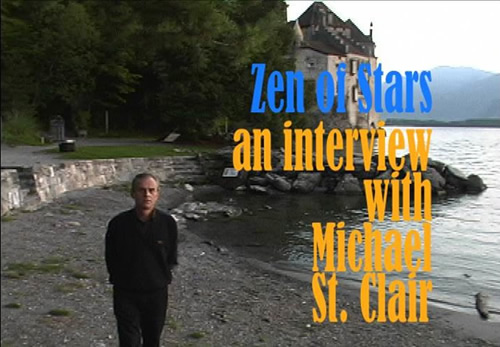 Zen of Stars
an interview
with
Michael
St. Clair